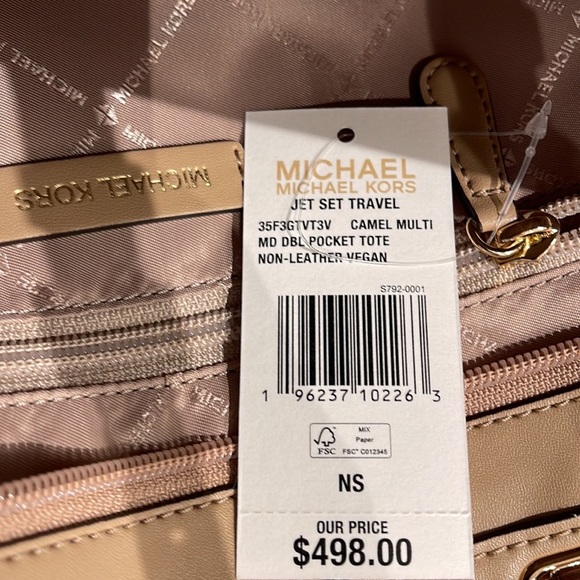 MICHAEL KORS
MICHAEL
MICHAEL KORS
JET SET TRAVEL
35F3GTVT3V CAMEL MULTI
MD DBL POCKET TOTE
NON-LEATHER VEGAN
S792-0001
1 96237 10226 3
FSC
MIX
Paper
FSC® C012345
NS
OUR PRICE
$498.00